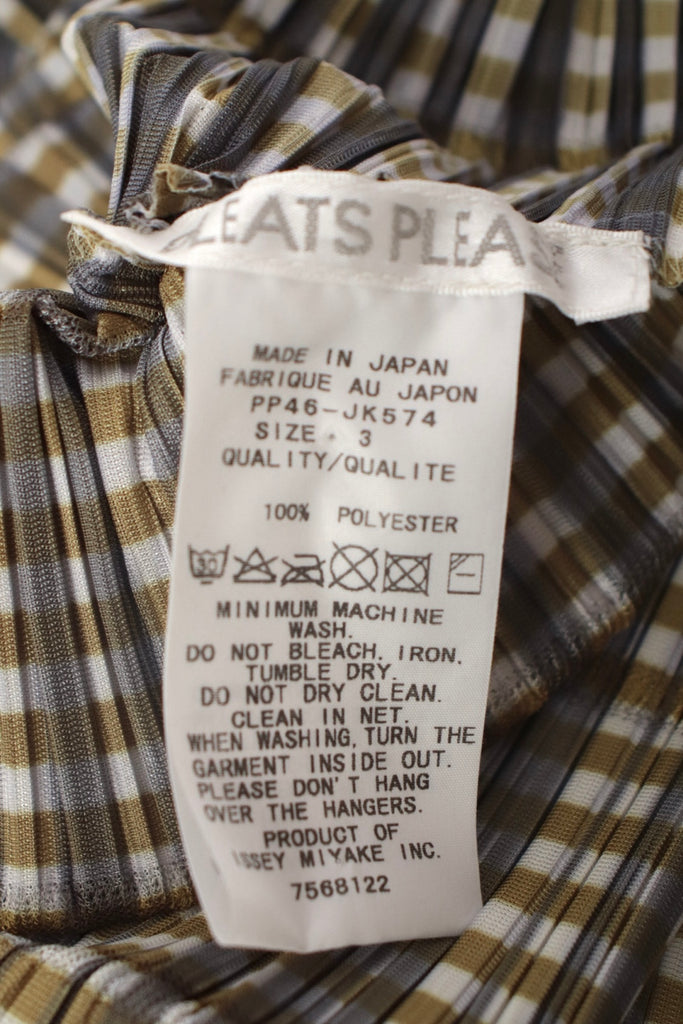 PLEATS PLEAS
MADE IN JAPAN
FABRIQUE AU JAPON
PP46-JK574
SIZE · 3
QUALITY/QUALITE
100% POLYESTER
30
MINIMUM MACHINE
WASH.
DO NOT BLEACH, IRON,
TUMBLE DRY.
DO NOT DRY CLEAN.
CLEAN IN NET.
WHEN WASHING, TURN THE
GARMENT INSIDE OUT.
PLEASE DON'T HANG
OVER THE HANGERS.
PRODUCT OF
ISSEY MIYAKE INC.
7568122